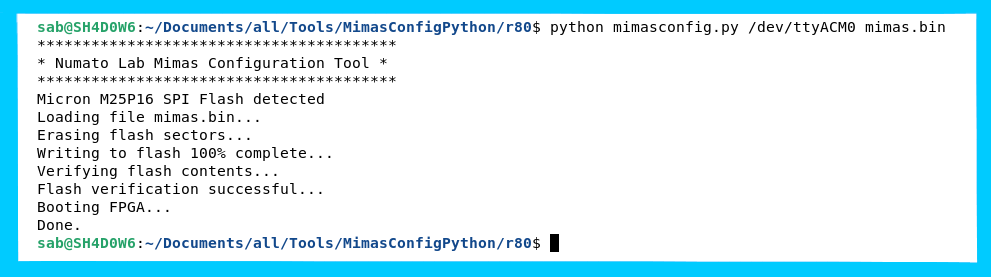 sab@SH4D0W6:~/Documents/all/Tools/MimasConfigPython/r80$ python mimasconfig.py /dev/ttyACM0 mimas.bin
****************************************
* Numato Lab Mimas Configuration Tool *
****************************************
Micron M25P16 SPI Flash detected
Loading file mimas.bin...
Erasing flash sectors...
Writing to flash 100% complete...
Verifying flash contents...
Flash verification successful...
Booting FPGA...
Done.
sab@SH4D0W6:~/Documents/all/Tools/MimasConfigPython/r80$